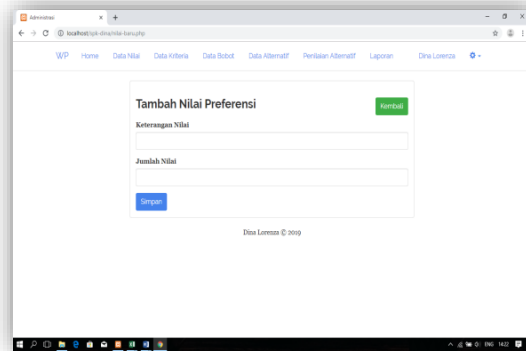 Administrasi
localhost/spk-dina/nilai-baru.php
WP Home Data Nilai Data Kriteria Data Bobot Data Alternatif Penilaian Alternatif Laporan Dina Lorenza
Tambah Nilai Preferensi
Kembali
Keterangan Nilai
Jumlah Nilai
Simpan
Dina Lorenza © 2019
ENG 1422